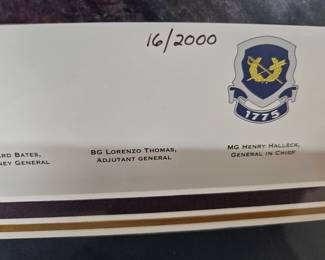 16/2000
1775
ARD BATES,
NEY GENERAL
BG LORENZO THOMAS,
ADJUTANT GENERAL
MG HENRY HALLECK,
GENERAL IN CHIEF